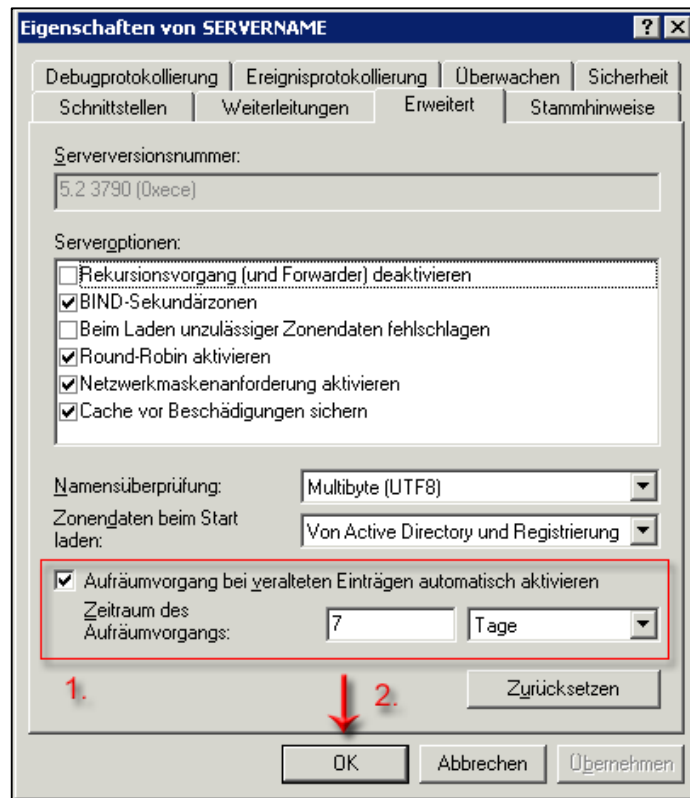 Eigenschaften von SERVERNAME
Debugprotokollierung Ereignisprotokollierung Überwachen Sicherheit
Schnittstellen Weiterleitungen Erweitert Stammhinweise
Serverversionsnummer:
5.2 3790 (0xece)
Serveroptionen:
Rekursionsvorgang (und Forwarder) deaktivieren
BIND-Sekundärzonen
Beim Laden unzulässiger Zonendaten fehlschlagen
Round-Robin aktivieren
Netzwerkmaskenanforderung aktivieren
Cache vor Beschädigungen sichern
Namensüberprüfung: Multibyte (UTF8)
Zonendaten beim Start
laden: Von Active Directory und Registrierung
Aufräumvorgang bei veralteten Einträgen automatisch aktivieren
Zeitraum des
Aufräumvorgangs: 7 Tage
1. 2. Zurücksetzen
OK Abbrechen Übernehmen